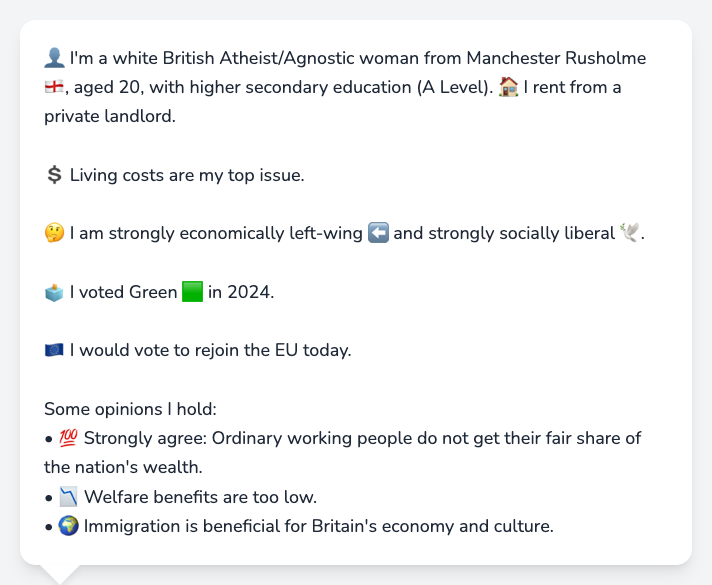 👤 I'm a white British Atheist/Agnostic woman from Manchester Rusholme
🏴󠁧󠁢󠁥󠁮󠁧󠁿, aged 20, with higher secondary education (A Level). 🏠 I rent from a
private landlord.
💲 Living costs are my top issue.
🤔 I am strongly economically left-wing ⬅️ and strongly socially liberal 🕊️.
🗳️ I voted Green 🟩 in 2024.
🇪🇺 I would vote to rejoin the EU today.
Some opinions I hold:
• 💯 Strongly agree: Ordinary working people do not get their fair share of
the nation's wealth.
• 📉 Welfare benefits are too low.
• 🌍 Immigration is beneficial for Britain's economy and culture.